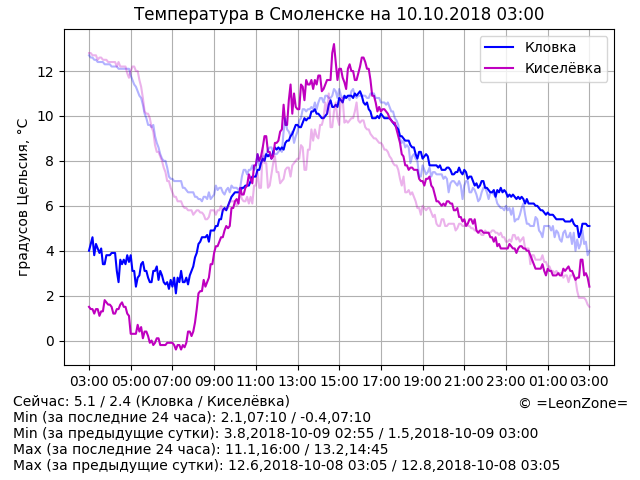 Температура в Смоленске на 10.10.2018 03:00
Кловка
Киселёвка
градусов Цельсия, °C
12
10
8
6
4
2
0
03:00 05:00 07:00 09:00 11:00 13:00 15:00 17:00 19:00 21:00 23:00 01:00 03:00
Сейчас: 5.1 / 2.4 (Кловка / Киселёвка)
© =LeonZone=
Min (за последние 24 часа): 2.1,07:10 / -0.4,07:10
Min (за предыдущие сутки): 3.8,2018-10-09 02:55 / 1.5,2018-10-09 03:00
Max (за последние 24 часа): 11.1,16:00 / 13.2,14:45
Max (за предыдущие сутки): 12.6,2018-10-08 03:05 / 12.8,2018-10-08 03:05